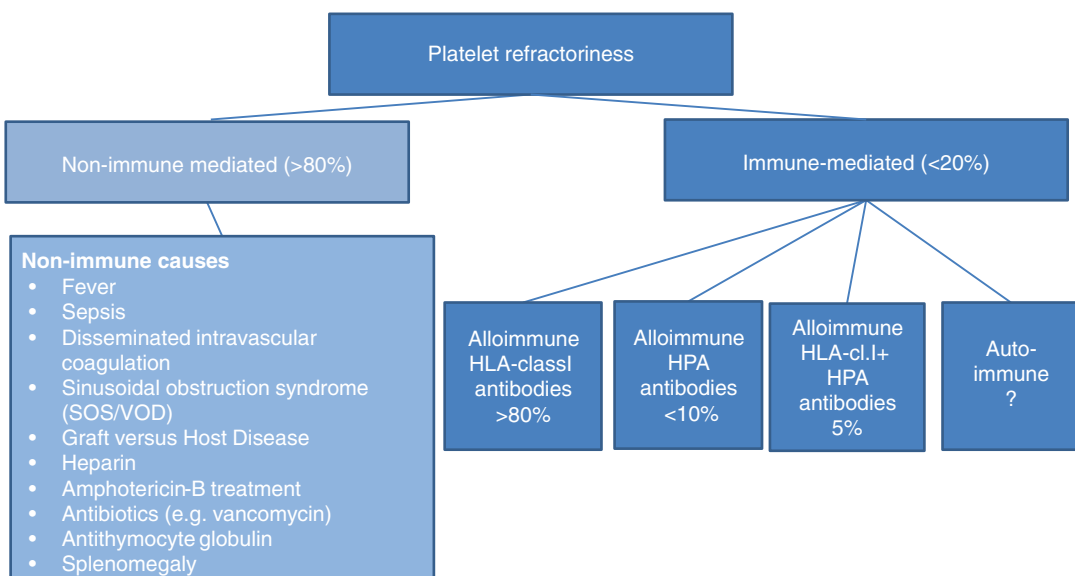 Platelet refractoriness
Non-immune mediated (>80%)
Immune-mediated (<20%)
Non-immune causes
• Fever
• Sepsis
• Disseminated intravascular
coagulation
• Sinusoidal obstruction syndrome
(SOS/VOD)
• Graft versus Host Disease
• Heparin
• Amphotericin-B treatment
• Antibiotics (e.g. vancomycin)
• Antithymocyte globulin
• Splenomegaly
Alloimmune
HLA-classI
antibodies
>80%
Alloimmune
HPA
antibodies
<10%
Alloimmune
HLA-cl.I+
HPA
antibodies
5%
Auto-
immune
?